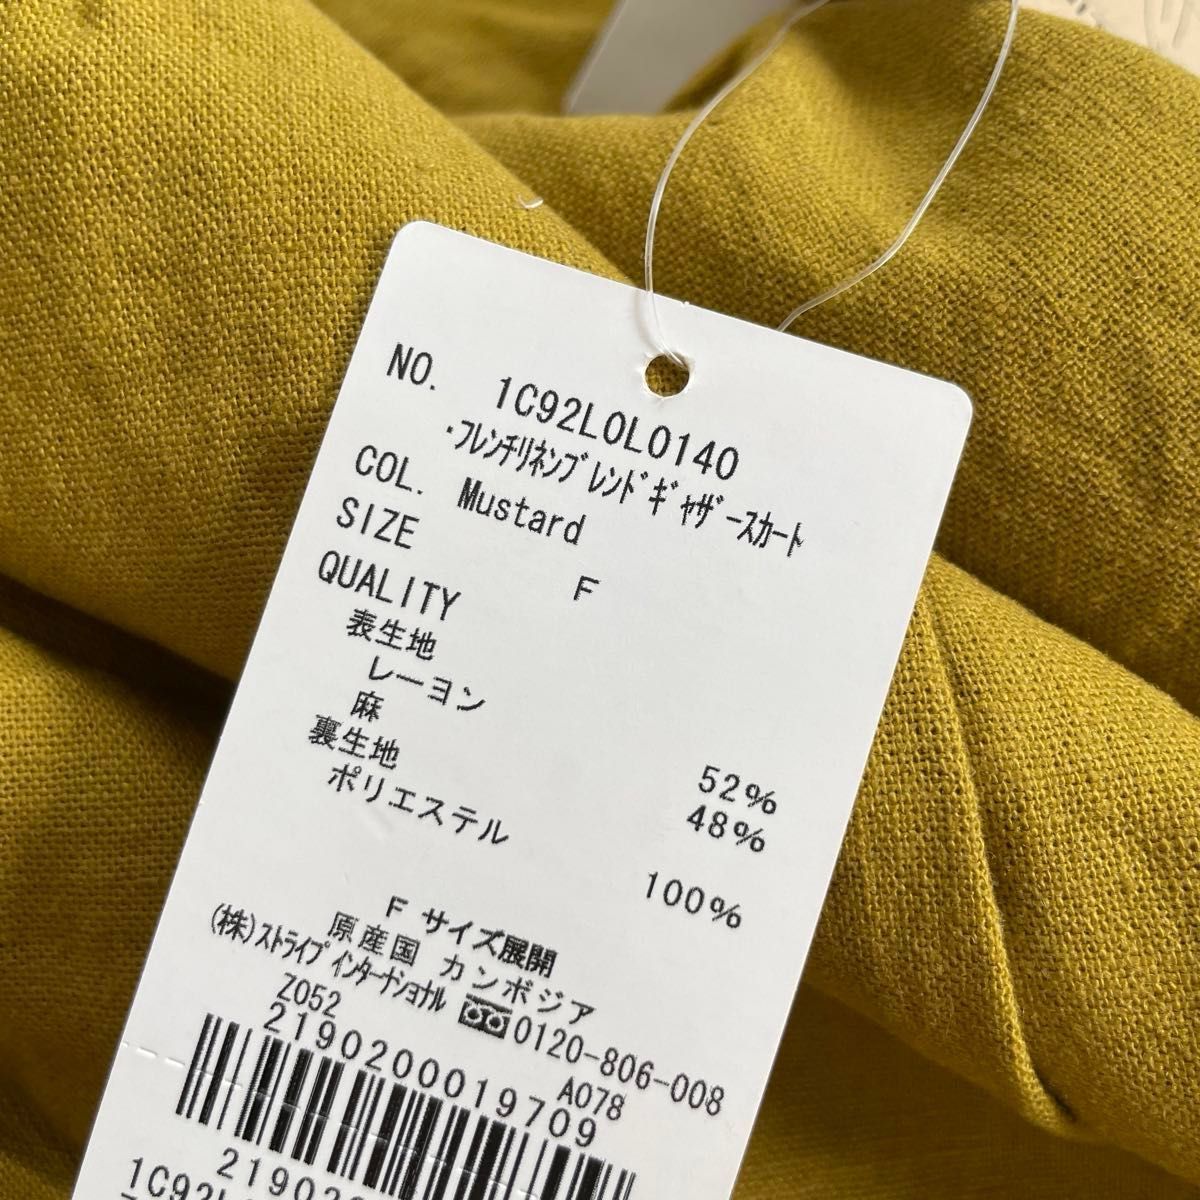 NO. 1C92L0L0140
・ﾌﾚﾝﾁﾘﾈﾝﾌﾞﾚﾝﾄﾞｷﾞｬｻﾞｰｽｶｰﾄ
COL. Mustard
SIZE F
QUALITY
表生地
レーヨン 52%
麻 48%
裏生地
ポリエステル 100%
F サイズ展開
原産国 カンボジア
(株)ｽﾄﾗｲﾌﾟ ｲﾝﾀｰﾅｼｮﾅﾙ 0120-806-008
Z052 A078
2190200019709